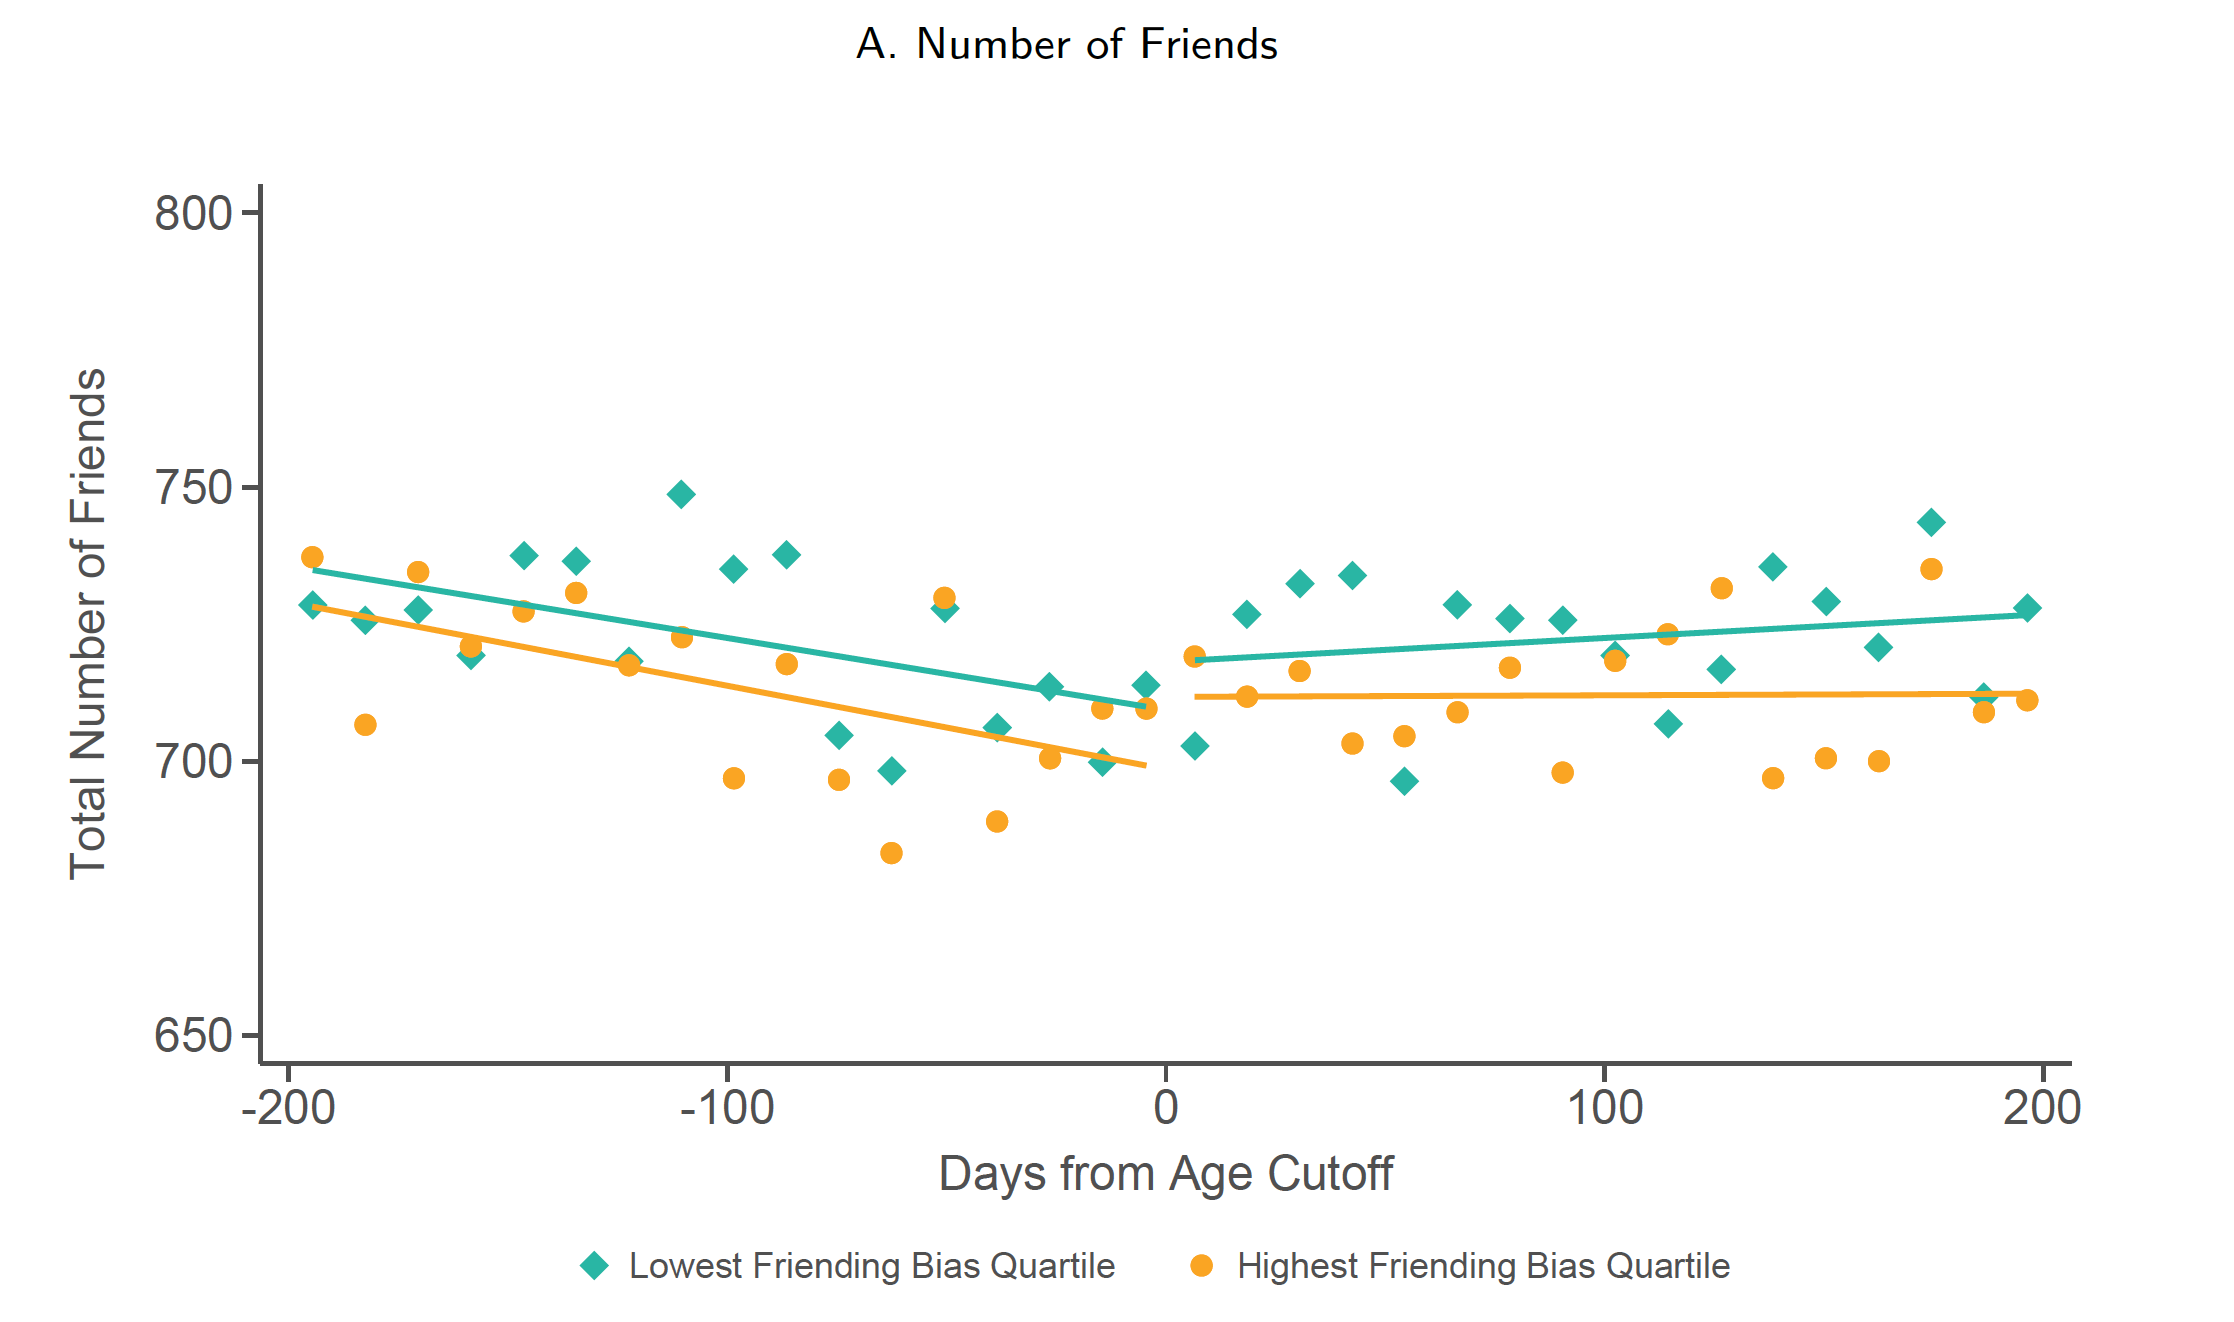 A. Number of Friends
800
750
700
650
Total Number of Friends
-200 -100 0 100 200
Days from Age Cutoff
Lowest Friending Bias Quartile Highest Friending Bias Quartile